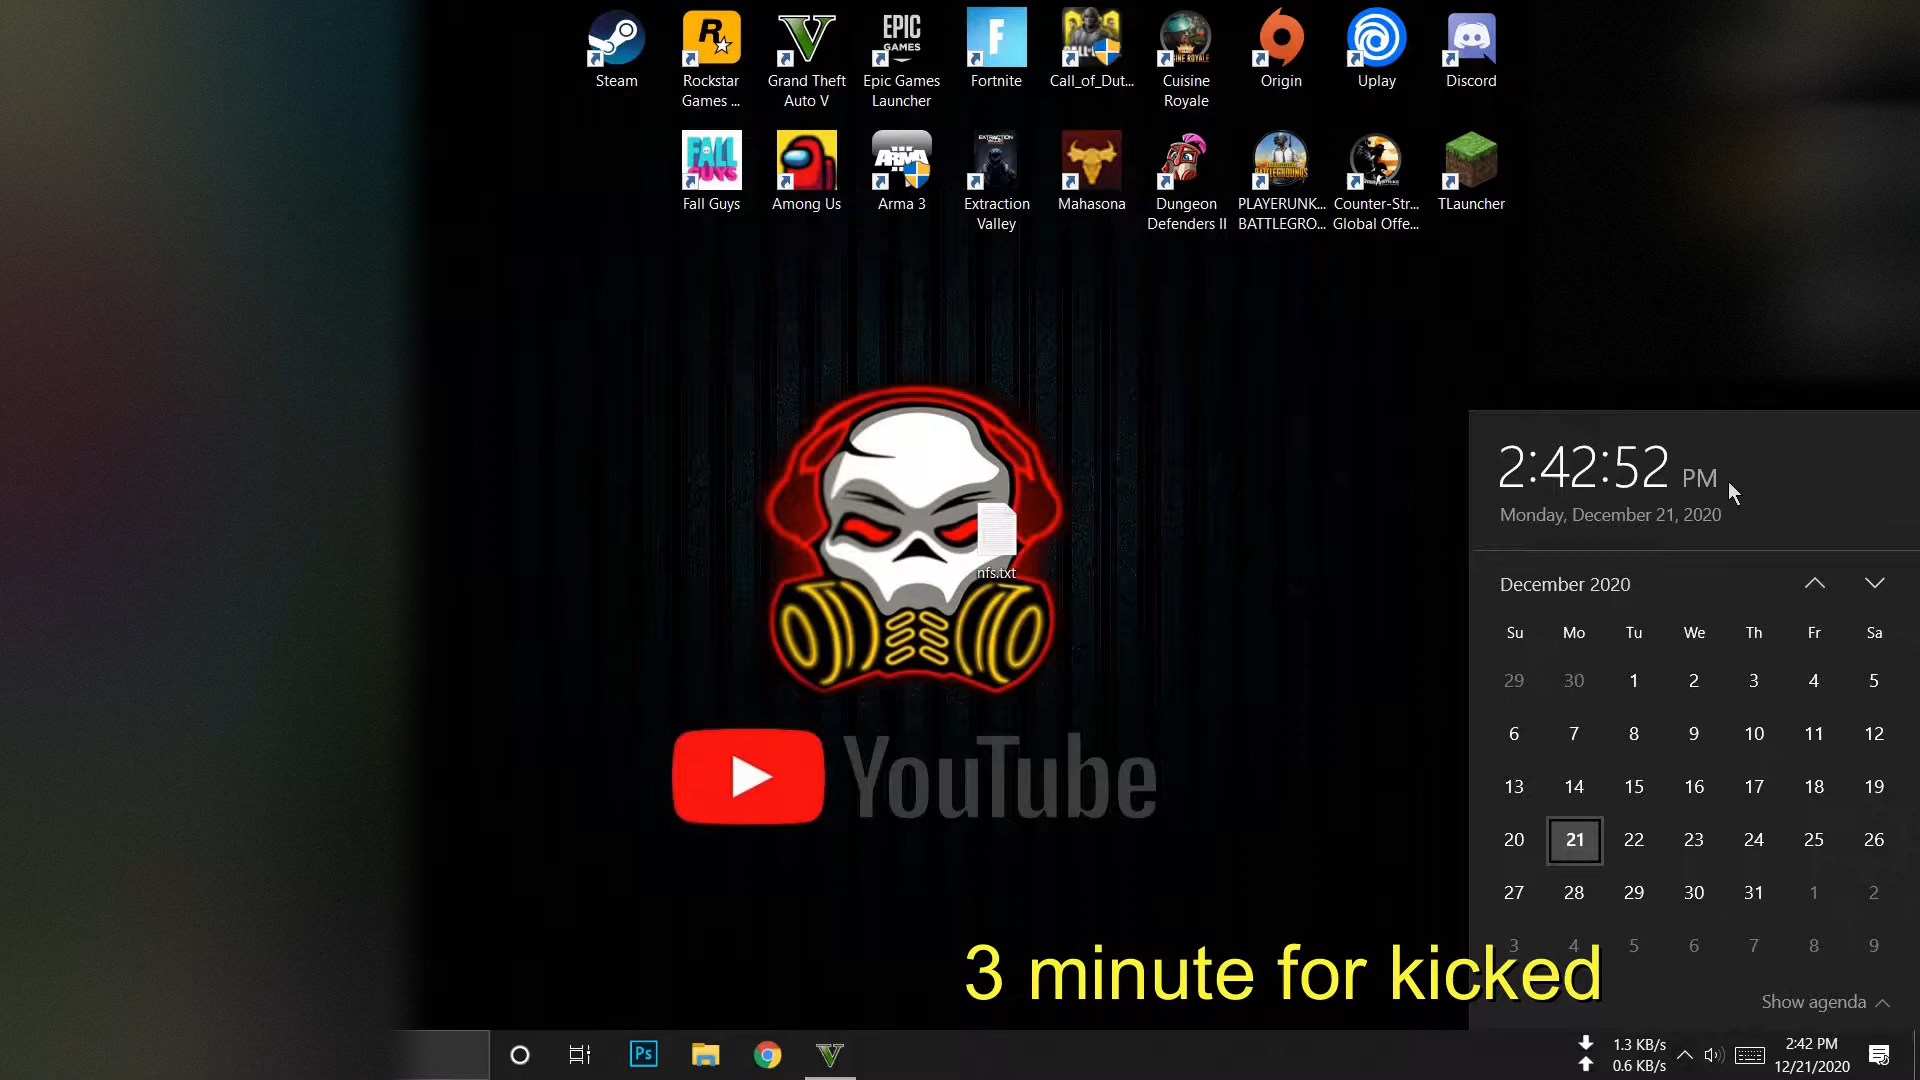 Steam
Rockstar
Games ...
Grand Theft
Auto V
EPIC
GAMES
Epic Games
Launcher
Fortnite
Call_of_Dut...
Cuisine
Royale
Origin
Uplay
Discord
FALL
GUYS
Fall Guys
Among Us
ARMA
Arma 3
EXTRACTION
Extraction
Valley
Mahasona
Dungeon
Defenders II
BATTLEGROUNDS
PLAYERUNK...
BATTLEGRO...
Counter-Str...
Global Offe...
TLauncher
nfs.txt
YouTube
2:42:52 PM
Monday, December 21, 2020
December 2020
Su Mo Tu We Th Fr Sa
29 30 1 2 3 4 5
6 7 8 9 10 11 12
13 14 15 16 17 18 19
20 21 22 23 24 25 26
27 28 29 30 31 1 2
3 4 5 6 7 8 9
3 minute for kicked
Show agenda
Ps
1.3 KB/s
0.6 KB/s
2:42 PM
12/21/2020